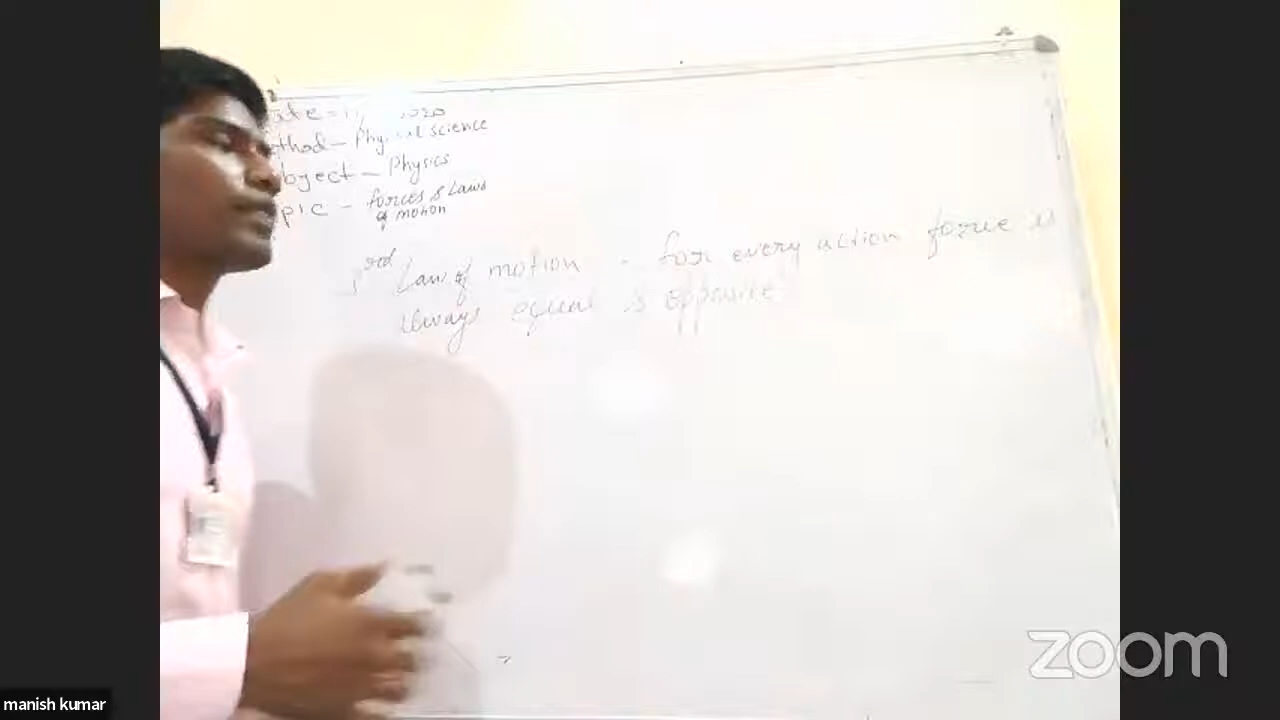 2020
Method - Physical science
Subject - Physics
Topic - forces & Laws
of motion
3rd Law of motion - for every action force is
always equal & opposite
zoom
manish kumar